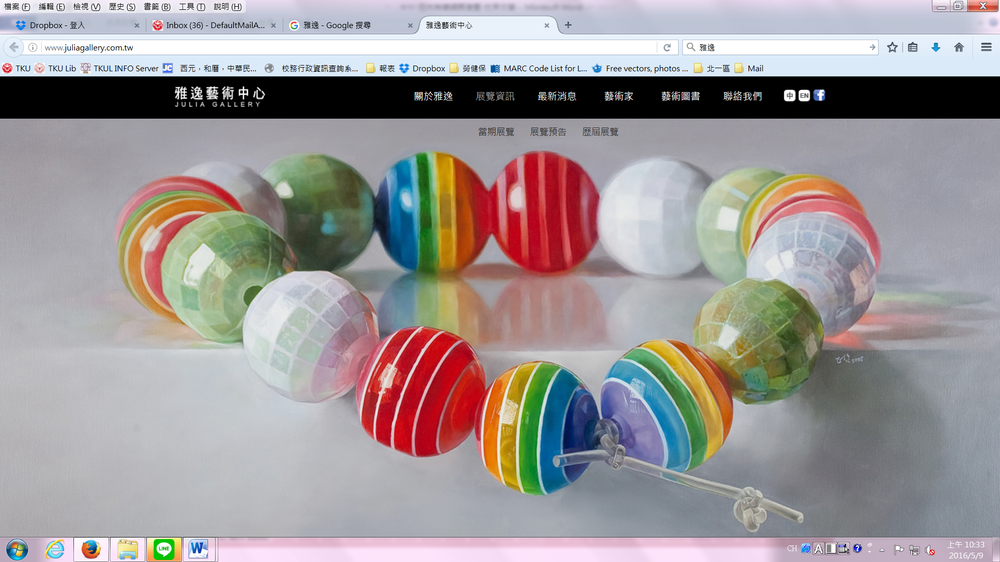 檔案 (F) 編輯 (E) 檢視 (V) 歷史 (S) 書籤 (B) 工具 (T) 說明 (H)
Dropbox - 登入 Inbox (36) - DefaultMailA... 雅逸 - Google 搜尋 雅逸藝術中心
www.juliagallery.com.tw 雅逸
TKU TKU Lib TKUL INFO Server JC 西元，和曆，中華民... 校務行政資訊查詢系... 報表 Dropbox 勞健保 MARC Code List for L... Free vectors, photos ... 北一區 Mail
雅逸藝術中心
JULIA GALLERY
關於雅逸 展覽資訊 最新消息 藝術家 藝術圖書 聯絡我們 中 EN f
當期展覽 展覽預告 歷屆展覽
2008
LINE W CH A
上午 10:33
2016/5/9